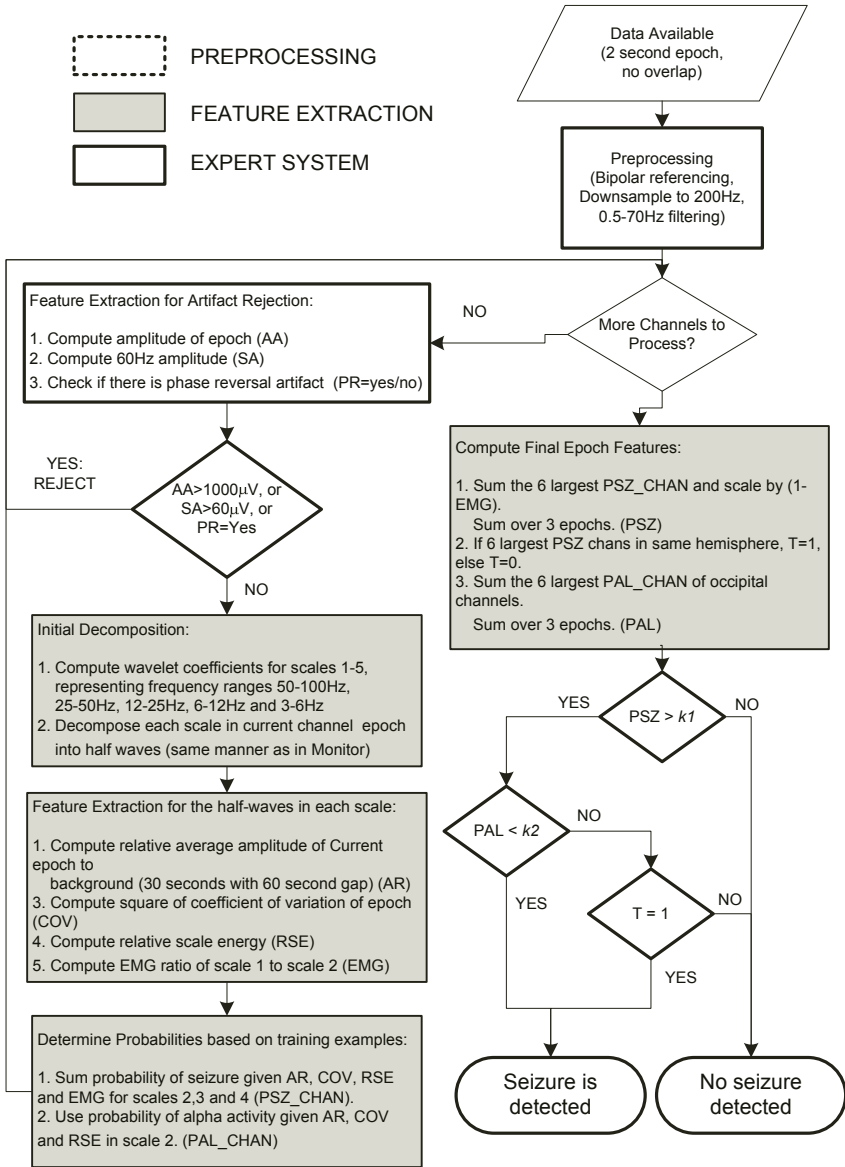 PREPROCESSING
FEATURE EXTRACTION
EXPERT SYSTEM
Data Available
(2 second epoch,
no overlap)
Preprocessing
(Bipolar referencing,
Downsample to 200Hz,
0.5-70Hz filtering)
More Channels to
Process?
NO
Feature Extraction for Artifact Rejection:
1. Compute amplitude of epoch (AA)
2. Compute 60Hz amplitude (SA)
3. Check if there is phase reversal artifact (PR=yes/no)
YES:
REJECT
AA>1000μV, or
SA>60μV, or
PR=Yes
NO
Initial Decomposition:
1. Compute wavelet coefficients for scales 1-5,
representing frequency ranges 50-100Hz,
25-50Hz, 12-25Hz, 6-12Hz and 3-6Hz
2. Decompose each scale in current channel epoch
into half waves (same manner as in Monitor)
Feature Extraction for the half-waves in each scale:
1. Compute relative average amplitude of Current
epoch to
background (30 seconds with 60 second gap) (AR)
3. Compute square of coefficient of variation of epoch
(COV)
4. Compute relative scale energy (RSE)
5. Compute EMG ratio of scale 1 to scale 2 (EMG)
Determine Probabilities based on training examples:
1. Sum probability of seizure given AR, COV, RSE
and EMG for scales 2,3 and 4 (PSZ_CHAN).
2. Use probability of alpha activity given AR, COV
and RSE in scale 2. (PAL_CHAN)
Compute Final Epoch Features:
1. Sum the 6 largest PSZ_CHAN and scale by (1-
EMG).
Sum over 3 epochs. (PSZ)
2. If 6 largest PSZ chans in same hemisphere, T=1,
else T=0.
3. Sum the 6 largest PAL_CHAN of occipital
channels.
Sum over 3 epochs. (PAL)
YES
PSZ > k1
NO
PAL < k2
NO
YES
T = 1
NO
YES
Seizure is
detected
No seizure
detected